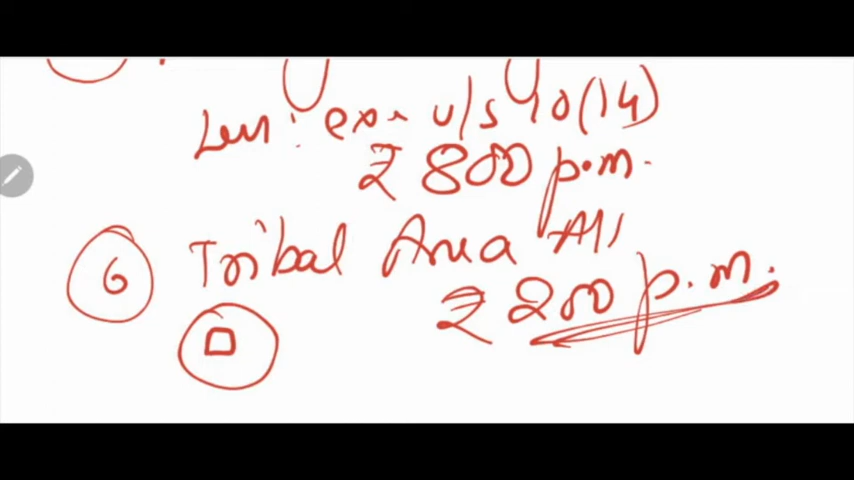 Less: ex. u/s 10(14)
₹ 800 p.m.
6 Tribal Area All
₹ 200 p.m.